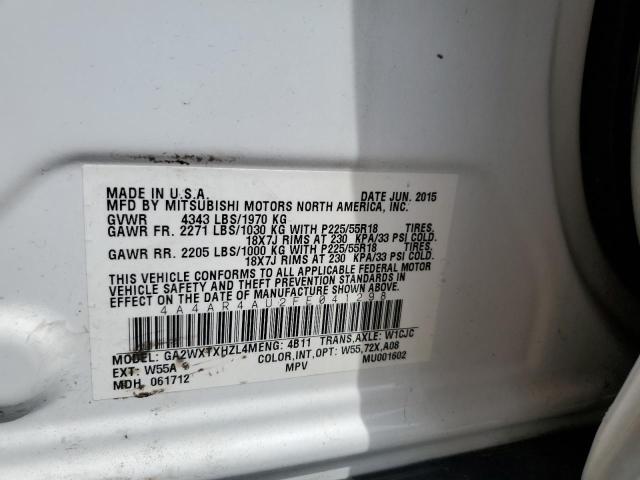 MADE IN U.S.A. DATE JUN. 2015
MFD BY MITSUBISHI MOTORS NORTH AMERICA, INC.
GVWR 4343 LBS/1970 KG
GAWR FR. 2271 LBS/1030 KG WITH P225/55R18 TIRES,
18X7J RIMS AT 230 KPA/33 PSI COLD.
GAWR RR. 2205 LBS/1000 KG WITH P225/55R18 TIRES,
18X7J RIMS AT 230 KPA/33 PSI COLD.
THIS VEHICLE CONFORMS TO ALL APPLICABLE FEDERAL MOTOR
VEHICLE SAFETY AND THEFT PREVENTION STANDARDS IN
EFFECT ON THE DATE OF MANUFACTURE SHOWN ABOVE.
4A4AR4AU2FE041298
MODEL: GA2WXTXHZL4M ENG: 4B11 TRANS,AXLE: W1CJC
EXT: W55A COLOR,INT,OPT: W55,72X,A08
MDH 061712 MPV MU001602